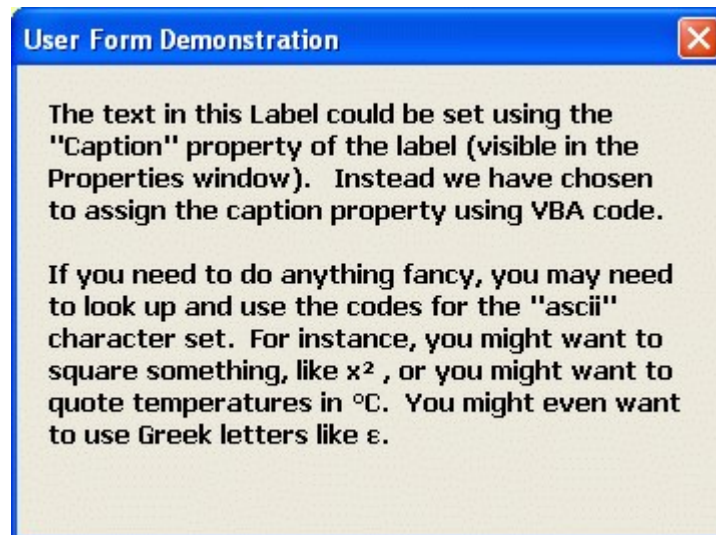 User Form Demonstration
The text in this Label could be set using the
"Caption" property of the label (visible in the
Properties window).   Instead we have chosen
to assign the caption property using VBA code.
If you need to do anything fancy, you may need
to look up and use the codes for the "ascii"
character set.  For instance, you might want to
square something, like x² , or you might want to
quote temperatures in °C.  You might even want
to use Greek letters like ε.